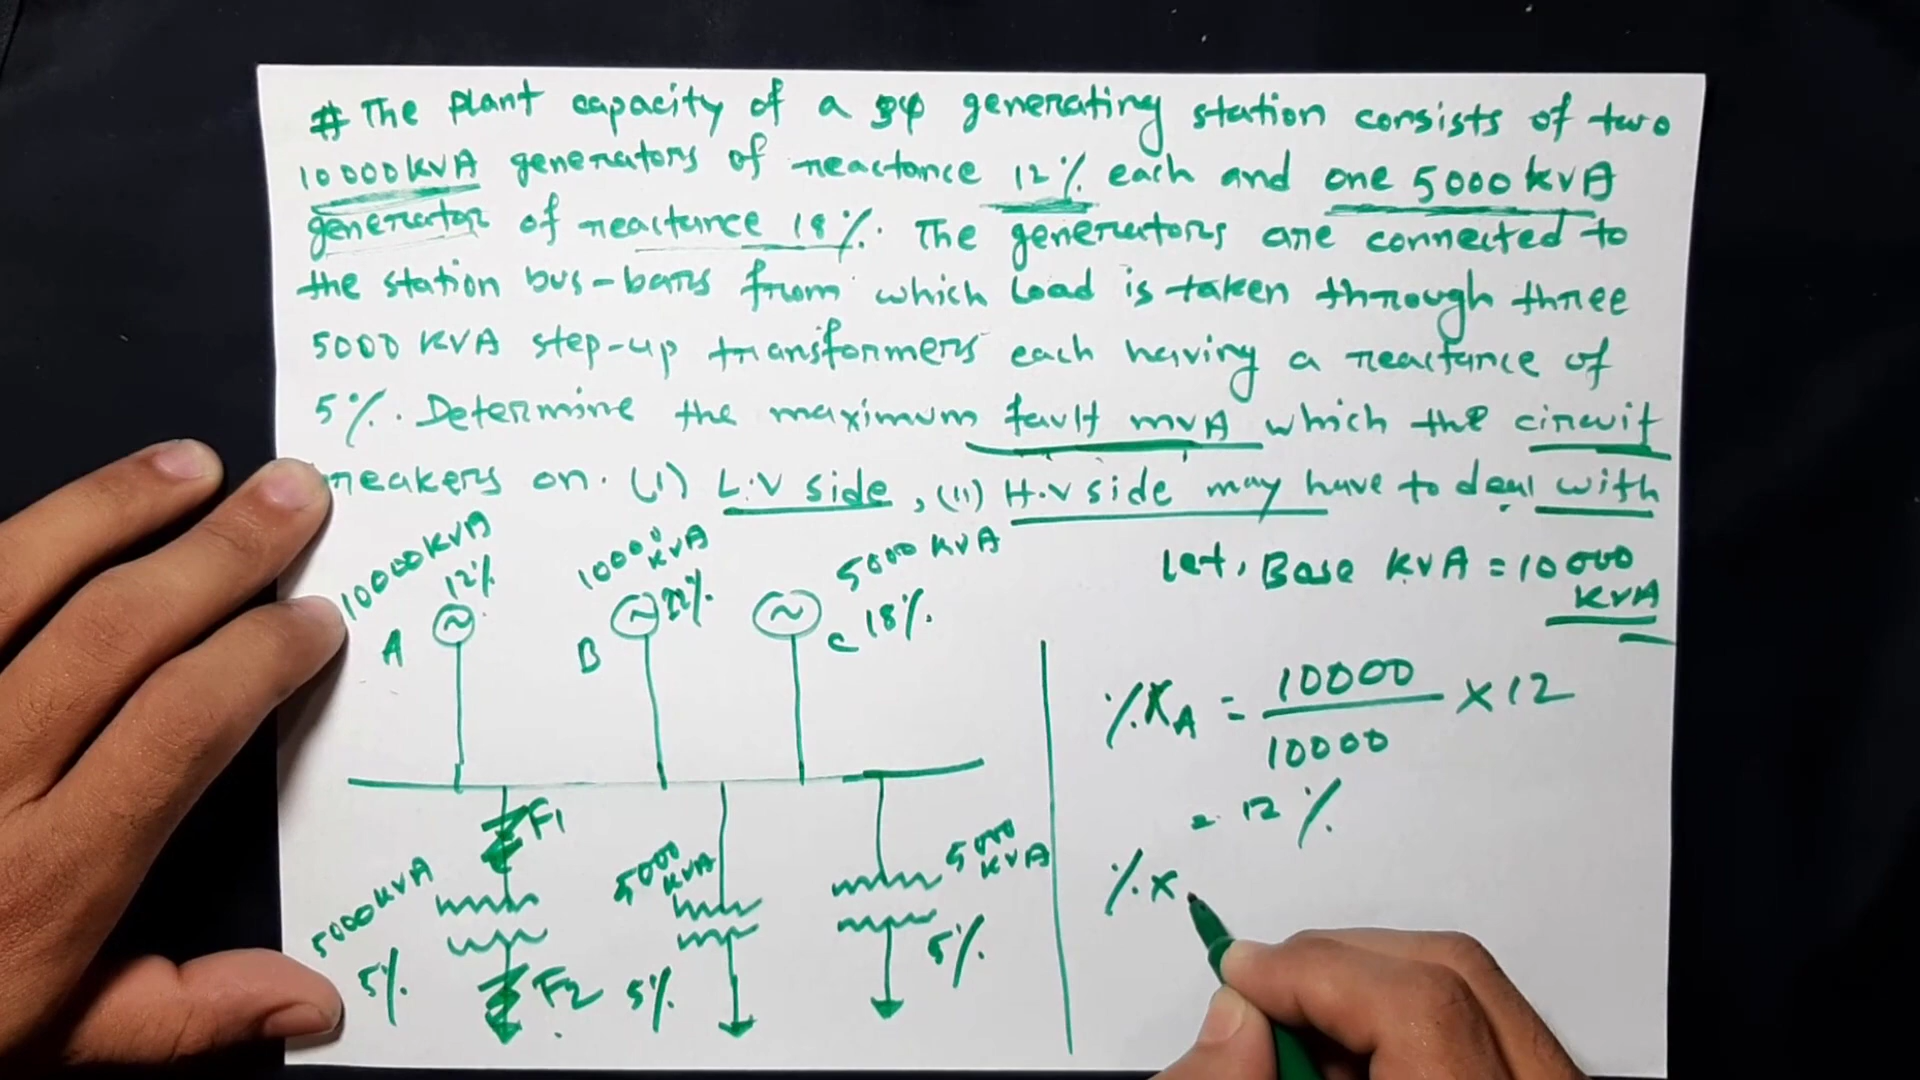 # The plant capacity of a 3φ generating station consists of two
10000 KVA generators of reactance 12% each and one 5000 KVA
generator of reactance 18%. The generators are connected to
the station bus-bars from which load is taken through three
5000 KVA step-up transformers each having a reactance of
5%. Determine the maximum fault MVA which the circuit
reakers on. (i) L.V side, (ii) H.V side may have to deal with
10000 KVA
12%
A
10000 KVA
12%
B
5000 KVA
18%
C
Let, Base KVA = 10000
KVA
%XA = 10000/10000 × 12
= 12%
%X
F1
5000 KVA
5%
F2
5000 KVA
5%
5000 KVA
5%